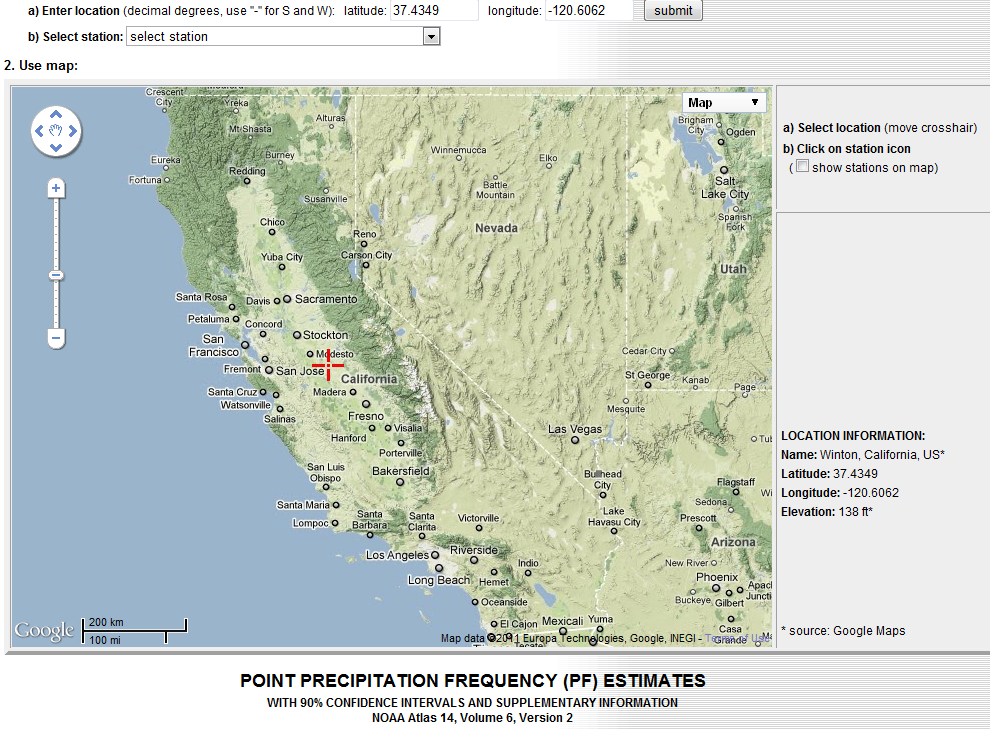 a) Enter location (decimal degrees, use "-" for S and W): latitude: 37.4349 longitude: -120.6062 submit
b) Select station: select station
2. Use map:
Map
Crescent City
Yreka
Alturas
Mt Shasta
Eureka
Fortuna
Burney
Redding
Susanville
Winnemucca
Elko
Battle Mountain
Brigham City
Ogden
Salt Lake City
Spanish Fork
Chico
Reno
Nevada
Carson City
Yuba City
Utah
Santa Rosa
Davis
Sacramento
Petaluma
Concord
Stockton
San Francisco
Modesto
Fremont
San Jose
California
Cedar City
St George
Kanab
Page
Santa Cruz
Madera
Watsonville
Fresno
Mesquite
Salinas
Visalia
Hanford
Las Vegas
Porterville
San Luis Obispo
Bakersfield
Bullhead City
Flagstaff
Sedona
Santa Maria
Lompoc
Santa Barbara
Santa Clarita
Victorville
Lake Havasu City
Prescott
Arizona
Los Angeles
Riverside
Long Beach
Hemet
Indio
New River
Phoenix
Buckeye
Gilbert
Oceanside
El Cajon
Mexicali
Yuma
Casa Grande
Google
200 km
100 mi
Map data ©2011 Europa Technologies, Google, INEGI - Terms of Use
a) Select location (move crosshair)
b) Click on station icon
( show stations on map)
LOCATION INFORMATION:
Name: Winton, California, US*
Latitude: 37.4349
Longitude: -120.6062
Elevation: 138 ft*
* source: Google Maps
POINT PRECIPITATION FREQUENCY (PF) ESTIMATES
WITH 90% CONFIDENCE INTERVALS AND SUPPLEMENTARY INFORMATION
NOAA Atlas 14, Volume 6, Version 2